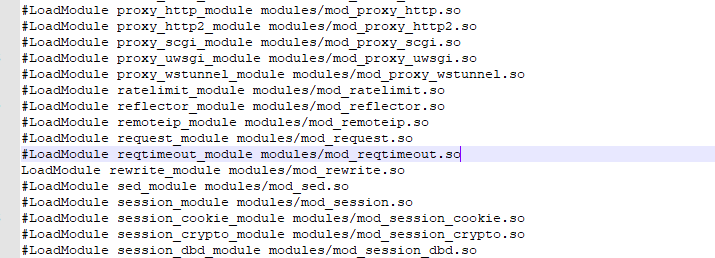 #LoadModule proxy_http_module modules/mod_proxy_http.so
#LoadModule proxy_http2_module modules/mod_proxy_http2.so
#LoadModule proxy_scgi_module modules/mod_proxy_scgi.so
#LoadModule proxy_uwsgi_module modules/mod_proxy_uwsgi.so
#LoadModule proxy_wstunnel_module modules/mod_proxy_wstunnel.so
#LoadModule ratelimit_module modules/mod_ratelimit.so
#LoadModule reflector_module modules/mod_reflector.so
#LoadModule remoteip_module modules/mod_remoteip.so
#LoadModule request_module modules/mod_request.so
#LoadModule reqtimeout_module modules/mod_reqtimeout.so
LoadModule rewrite_module modules/mod_rewrite.so
#LoadModule sed_module modules/mod_sed.so
#LoadModule session_module modules/mod_session.so
#LoadModule session_cookie_module modules/mod_session_cookie.so
#LoadModule session_crypto_module modules/mod_session_crypto.so
#LoadModule session_dbd_module modules/mod_session_dbd.so